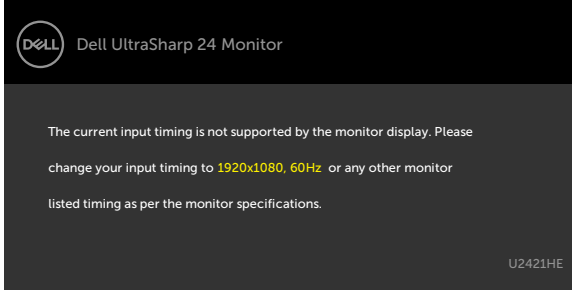 DELL
Dell UltraSharp 24 Monitor
The current input timing is not supported by the monitor display. Please
change your input timing to 1920x1080, 60Hz or any other monitor
listed timing as per the monitor specifications.
U2421HE